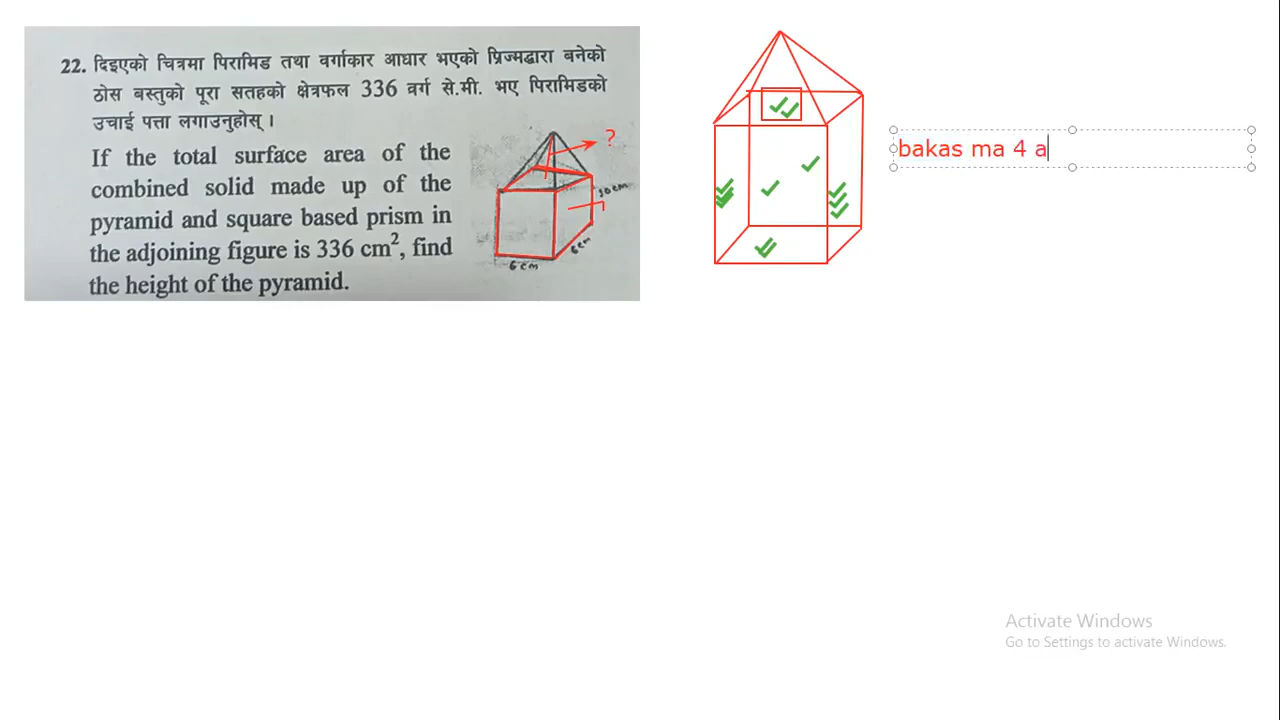 22. दिइएको चित्रमा पिरामिड तथा वर्गाकार आधार भएको प्रिज्मद्वारा बनेको
ठोस बस्तुको पूरा सतहको क्षेत्रफल 336 वर्ग से.मी. भए पिरामिडको
उचाई पत्ता लगाउनुहोस् ।
If the total surface area of the
combined solid made up of the
pyramid and square based prism in
the adjoining figure is 336 cm², find
the height of the pyramid.
?
10cm
6cm
6cm
bakas ma 4 a
Activate Windows
Go to Settings to activate Windows.